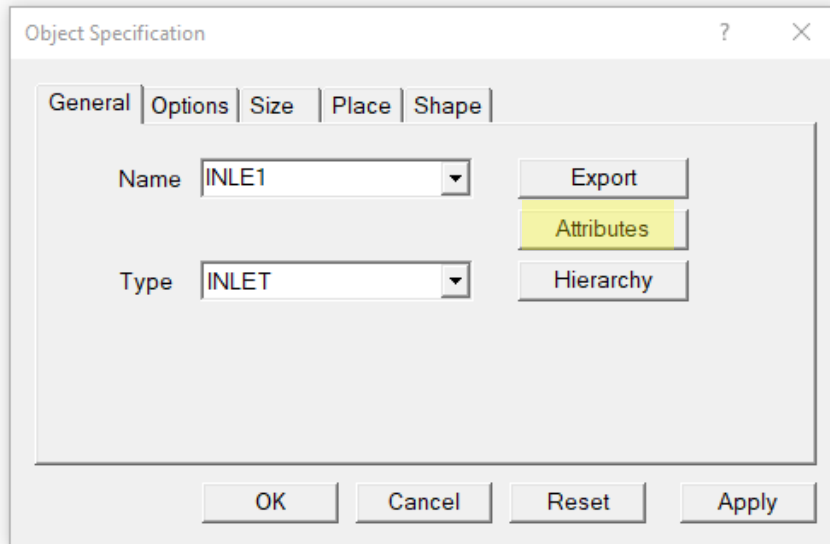 Object Specification ?
General Options Size Place Shape
Name INLE1 Export
Attributes
Type INLET Hierarchy
OK Cancel Reset Apply